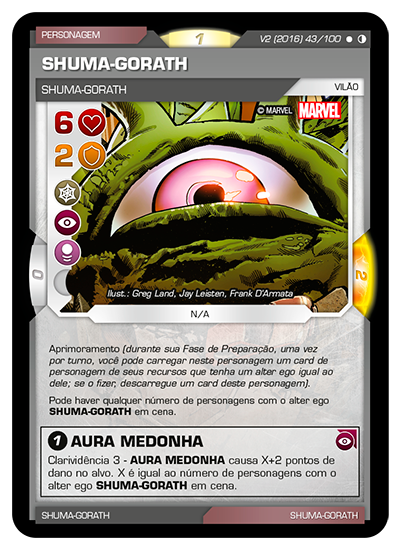 PERSONAGEM
1
V2 (2016) 43/100
SHUMA-GORATH
SHUMA-GORATH
VILÃO
6
© MARVEL MARVEL
2
0
2
Ilust.: Greg Land, Jay Leisten, Frank D'Armata
N/A
Aprimoramento (durante sua Fase de Preparação, uma vez
por turno, você pode carregar neste personagem um card de
personagem de seus recursos que tenha um alter ego igual ao
dele; se o fizer, descarregue um card deste personagem).
Pode haver qualquer número de personagens com o alter ego
SHUMA-GORATH em cena.
1 AURA MEDONHA
Clarividência 3 - AURA MEDONHA causa X+2 pontos de
dano no alvo. X é igual ao número de personagens com o
alter ego SHUMA-GORATH em cena.
SHUMA-GORATH
SHUMA-GORATH